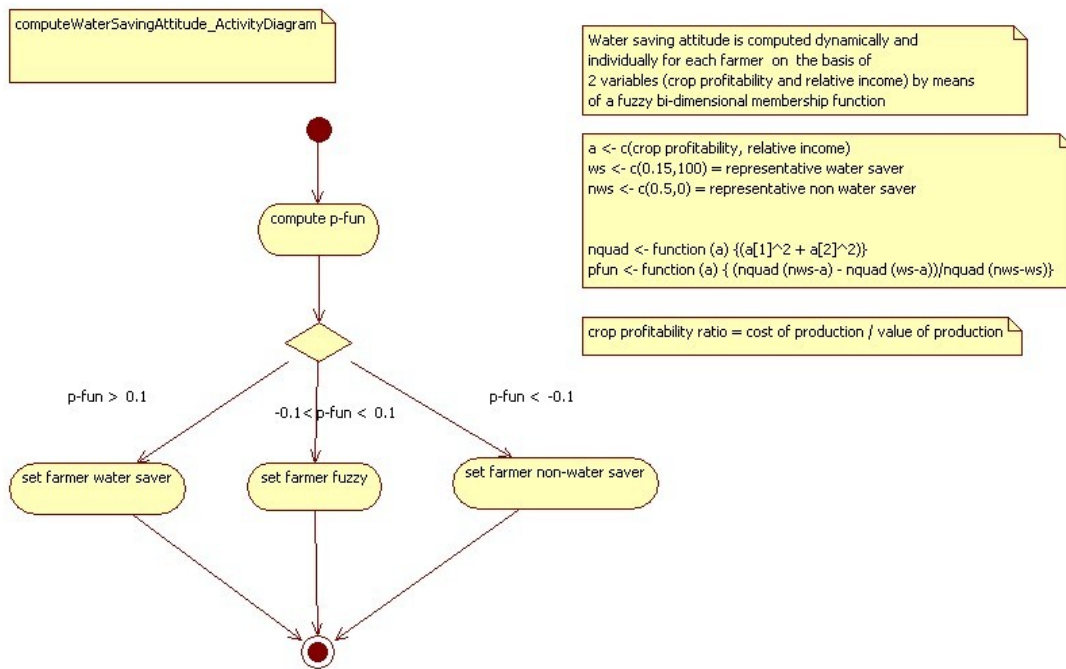 computeWaterSavingAttitude_ActivityDiagram
Water saving attitude is computed dynamically and
individually for each farmer on the basis of
2 variables (crop profitability and relative income) by means
of a fuzzy bi-dimensional membership function
a <- c(crop profitability, relative income)
ws <- c(0.15,100) = representative water saver
nws <- c(0.5,0) = representative non water saver
nquad <- function (a) {(a[1]^2 + a[2]^2)}
pfun <- function (a) { (nquad (nws-a) - nquad (ws-a))/nquad (nws-ws)}
crop profitability ratio = cost of production / value of production
compute p-fun
p-fun > 0.1
-0.1< p-fun < 0.1
p-fun < -0.1
set farmer water saver
set farmer fuzzy
set farmer non-water saver